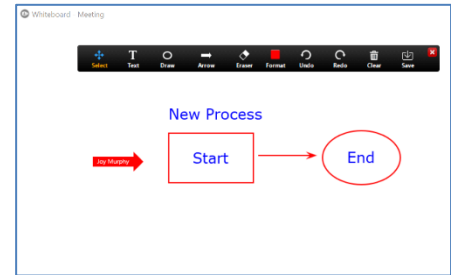 Whiteboard Meeting
Select Text Draw Arrow Eraser Format Undo Redo Clear Save
New Process
Joy Murphy
Start
End